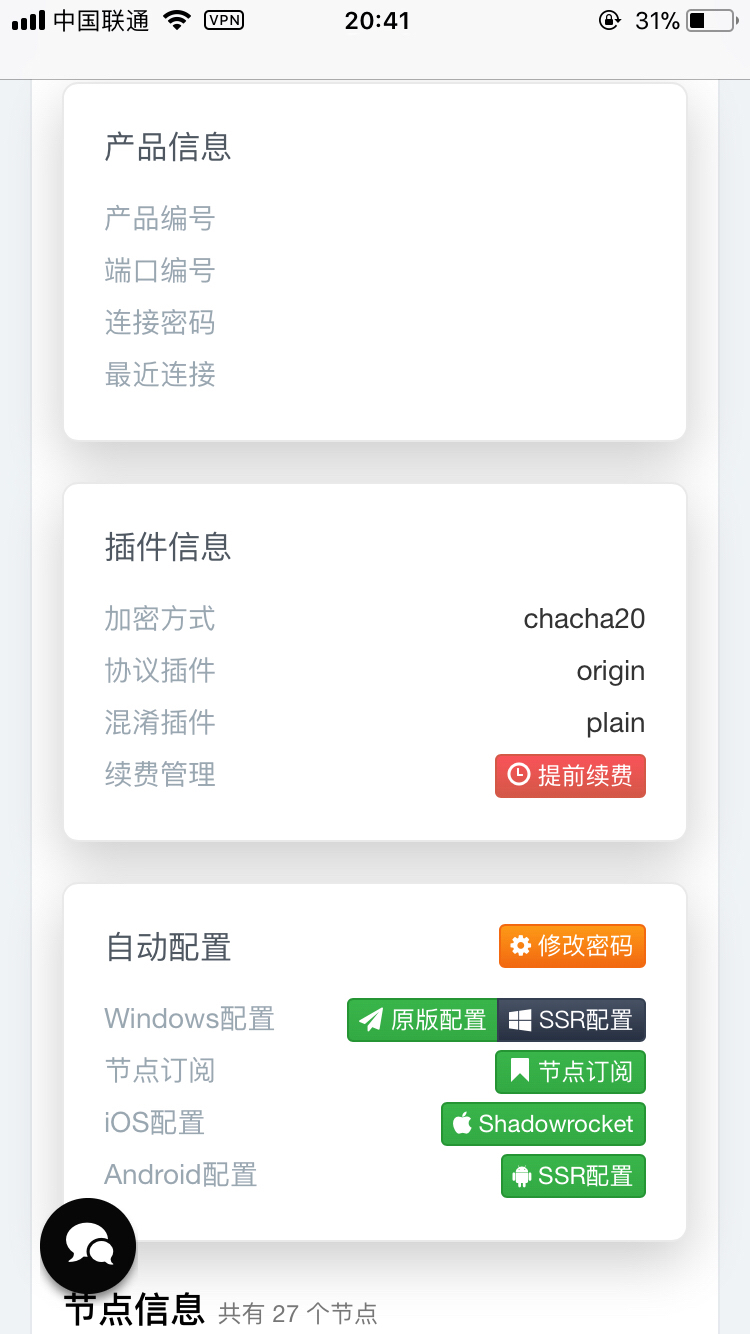 中国联通 VPN 20:41 31%
产品信息
产品编号
端口编号
连接密码
最近连接
插件信息
加密方式 chacha20
协议插件 origin
混淆插件 plain
续费管理 提前续费
自动配置 修改密码
Windows配置 原版配置 SSR配置
节点订阅 节点订阅
iOS配置 Shadowrocket
Android配置 SSR配置
节点信息 共有 27 个节点